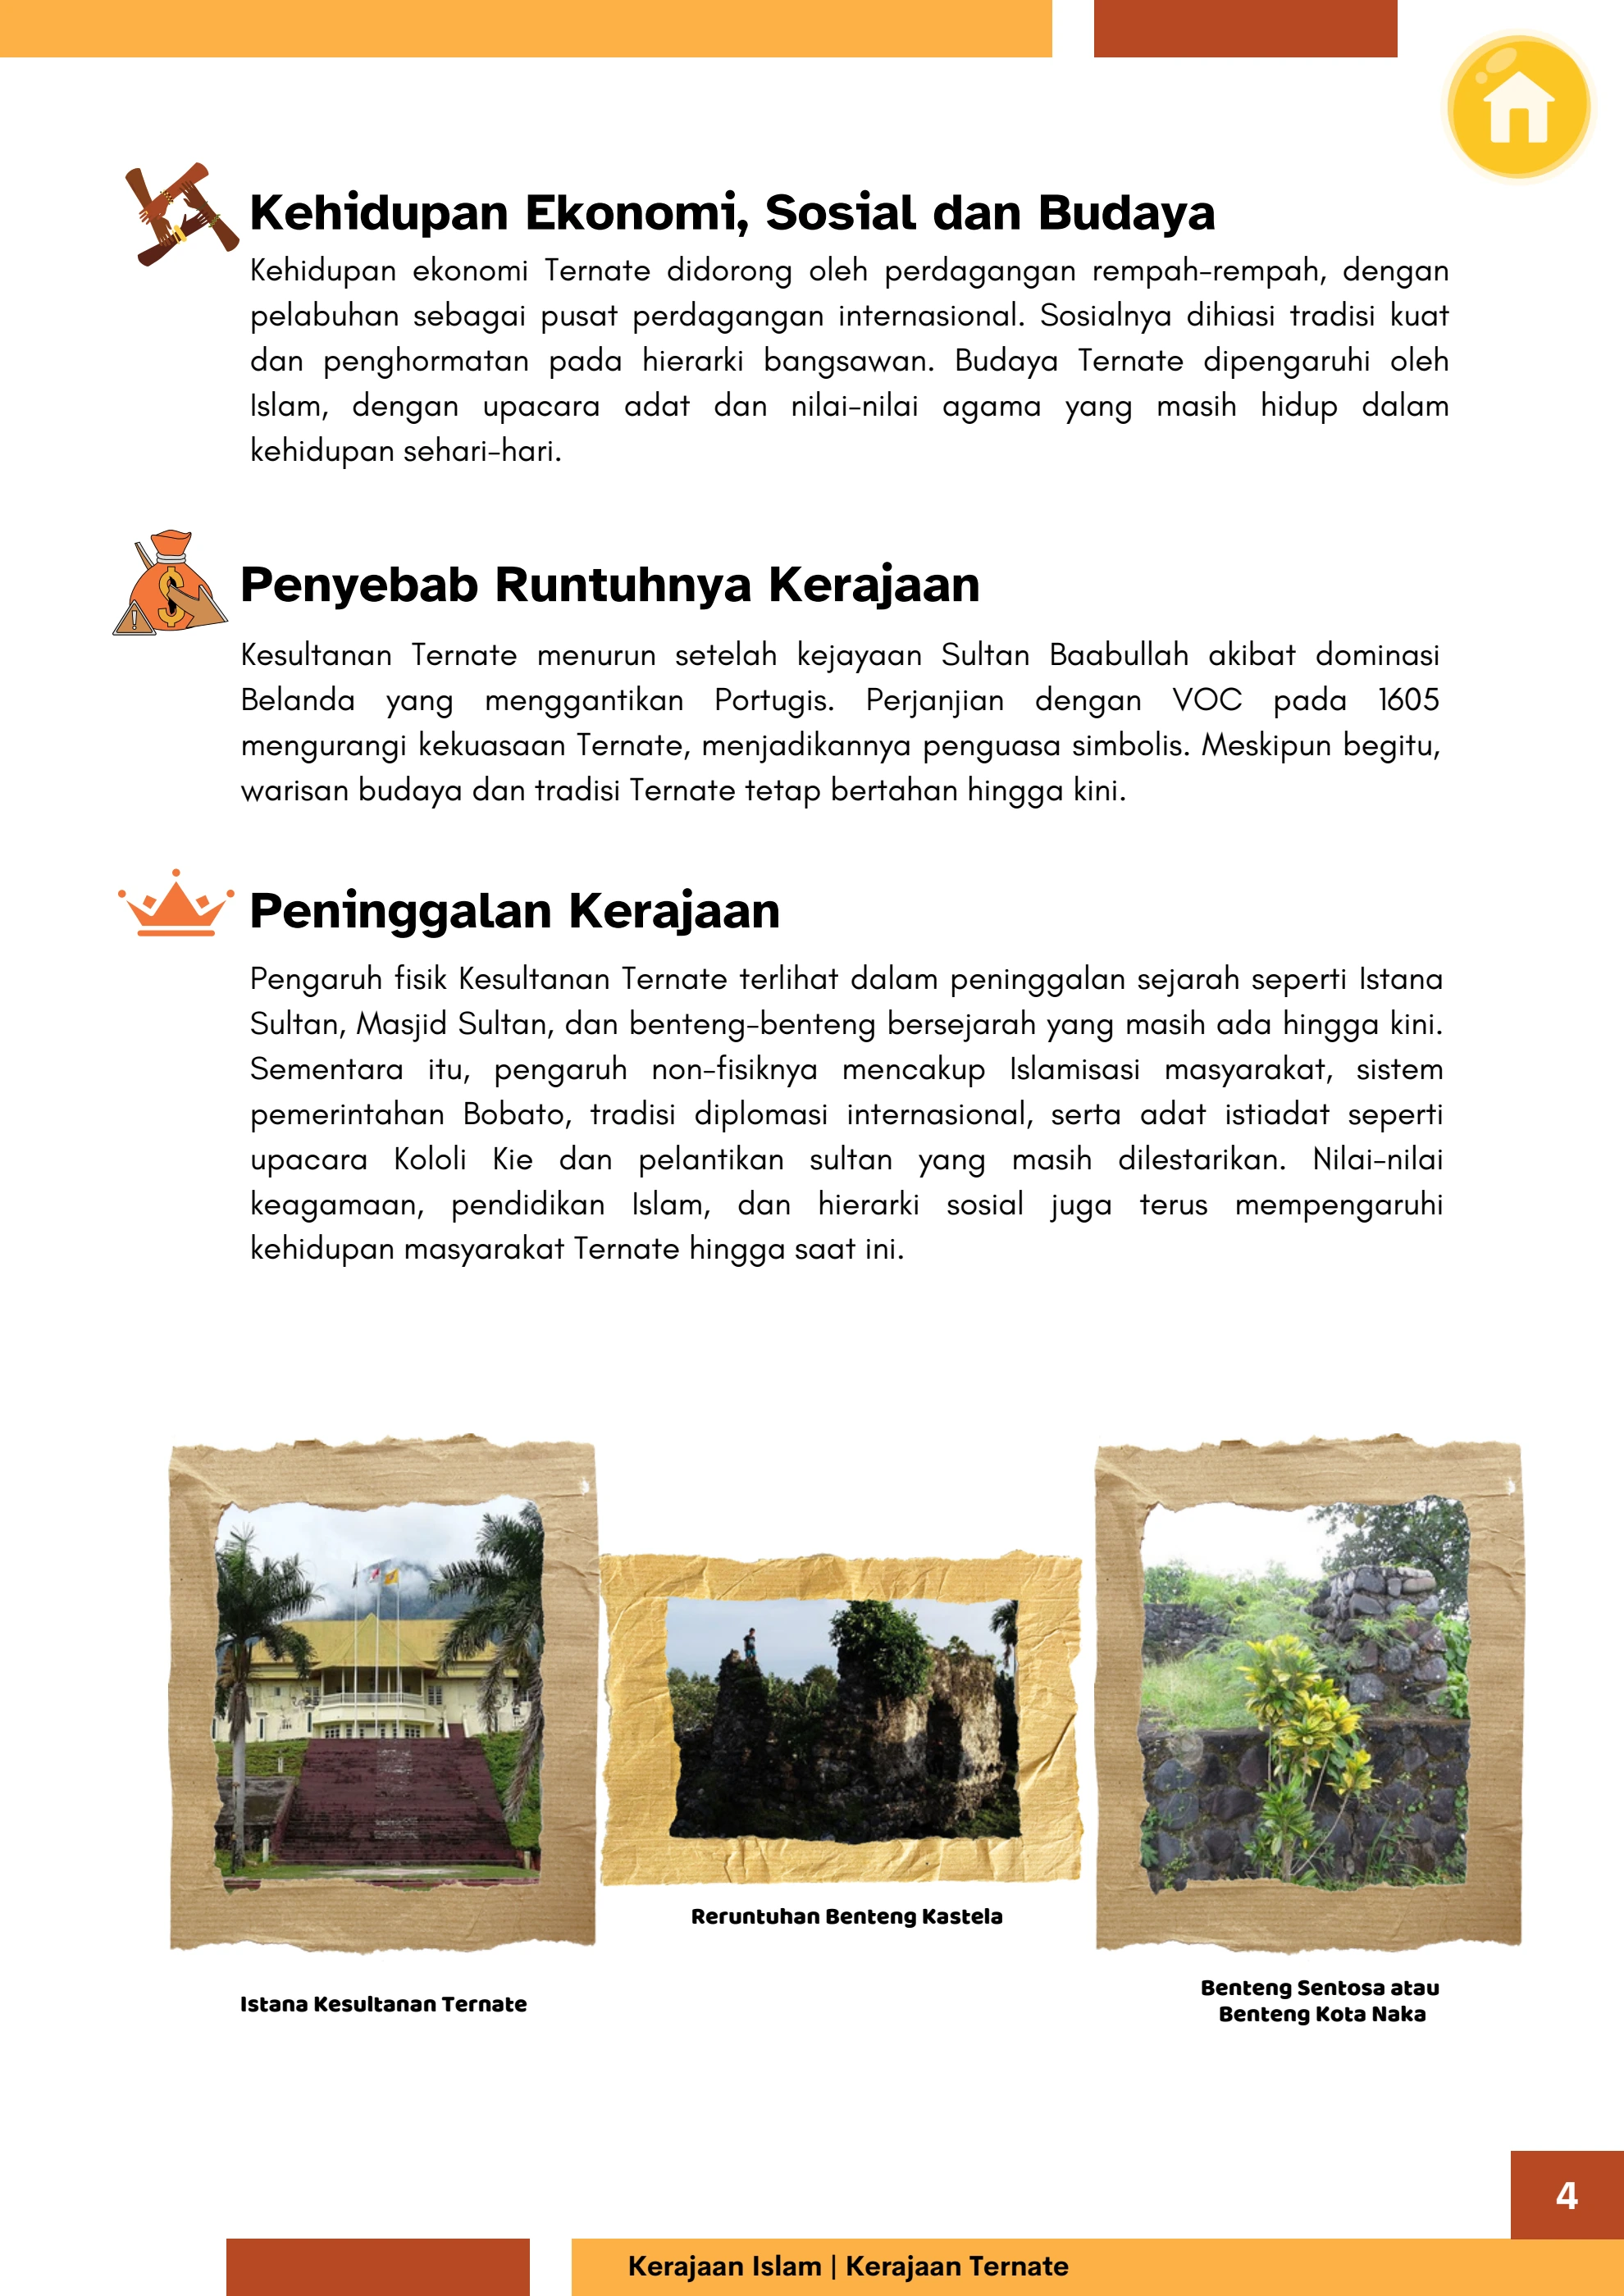 Kehidupan Ekonomi, Sosial dan Budaya
Kehidupan ekonomi Ternate didorong oleh perdagangan rempah-rempah, dengan
pelabuhan sebagai pusat perdagangan internasional. Sosialnya dihiasi tradisi kuat
dan penghormatan pada hierarki bangsawan. Budaya Ternate dipengaruhi oleh
Islam, dengan upacara adat dan nilai-nilai agama yang masih hidup dalam
kehidupan sehari-hari.
Penyebab Runtuhnya Kerajaan
Kesultanan Ternate menurun setelah kejayaan Sultan Baabullah akibat dominasi
Belanda yang menggantikan Portugis. Perjanjian dengan VOC pada 1605
mengurangi kekuasaan Ternate, menjadikannya penguasa simbolis. Meskipun begitu,
warisan budaya dan tradisi Ternate tetap bertahan hingga kini.
Peninggalan Kerajaan
Pengaruh fisik Kesultanan Ternate terlihat dalam peninggalan sejarah seperti Istana
Sultan, Masjid Sultan, dan benteng-benteng bersejarah yang masih ada hingga kini.
Sementara itu, pengaruh non-fisiknya mencakup Islamisasi masyarakat, sistem
pemerintahan Bobato, tradisi diplomasi internasional, serta adat istiadat seperti
upacara Kololi Kie dan pelantikan sultan yang masih dilestarikan. Nilai-nilai
keagamaan, pendidikan Islam, dan hierarki sosial juga terus mempengaruhi
kehidupan masyarakat Ternate hingga saat ini.
Istana Kesultanan Ternate
Reruntuhan Benteng Kastela
Benteng Sentosa atau
Benteng Kota Naka
4
Kerajaan Islam | Kerajaan Ternate